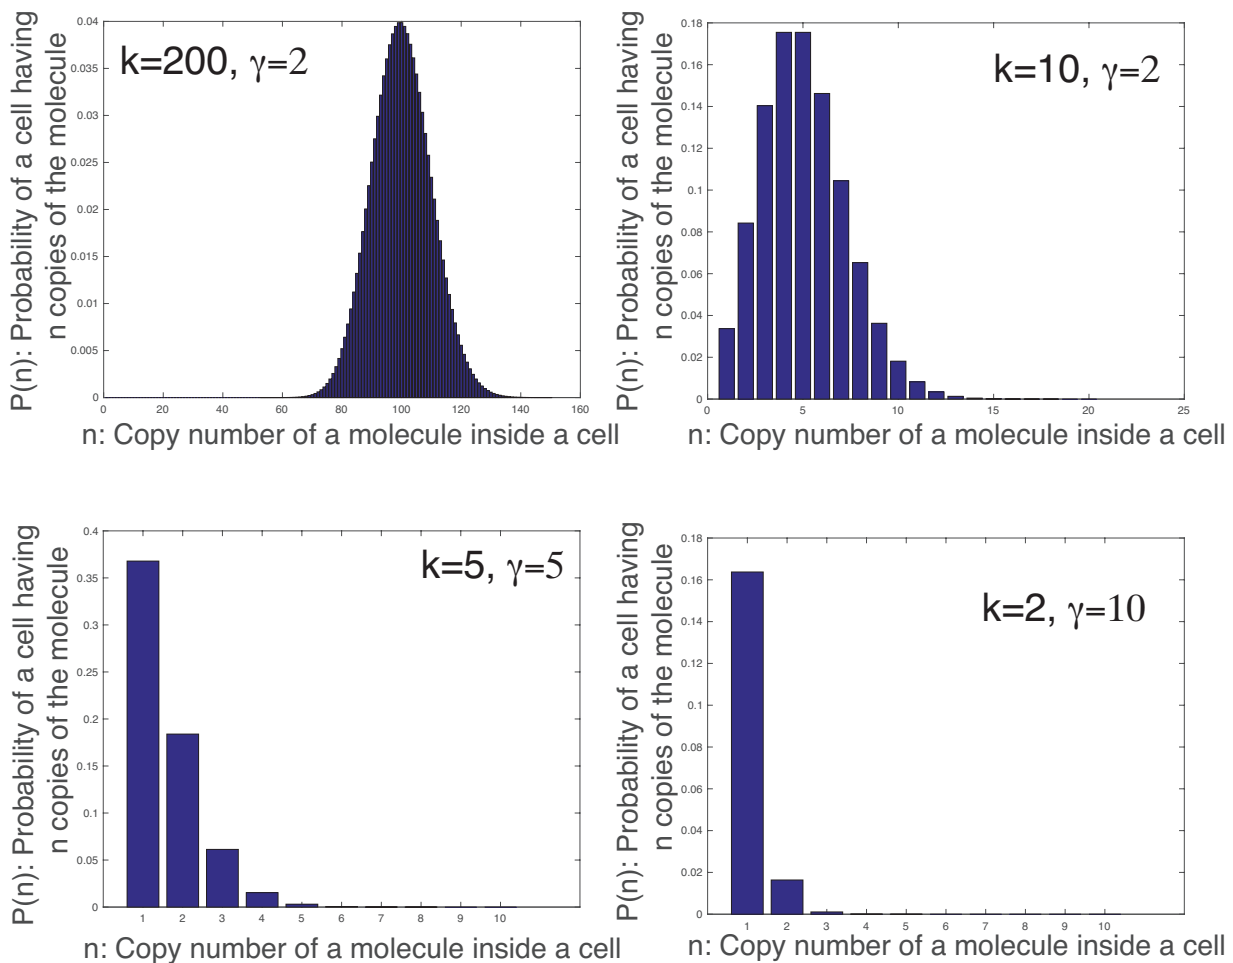 P(n): Probability of a cell having
n copies of the molecule
0.04
0.035
0.03
0.025
0.02
0.015
0.01
0.005
0
k=200, γ=2
0 20 40 60 80 100 120 140 160
n: Copy number of a molecule inside a cell
P(n): Probability of a cell having
n copies of the molecule
0.18
0.16
0.14
0.12
0.1
0.08
0.06
0.04
0.02
0
k=10, γ=2
0 5 10 15 20 25
n: Copy number of a molecule inside a cell
P(n): Probability of a cell having
n copies of the molecule
0.4
0.35
0.3
0.25
0.2
0.15
0.1
0.05
0
k=5, γ=5
1 2 3 4 5 6 7 8 9 10
n: Copy number of a molecule inside a cell
P(n): Probability of a cell having
n copies of the molecule
0.18
0.16
0.14
0.12
0.1
0.08
0.06
0.04
0.02
0
k=2, γ=10
1 2 3 4 5 6 7 8 9 10
n: Copy number of a molecule inside a cell